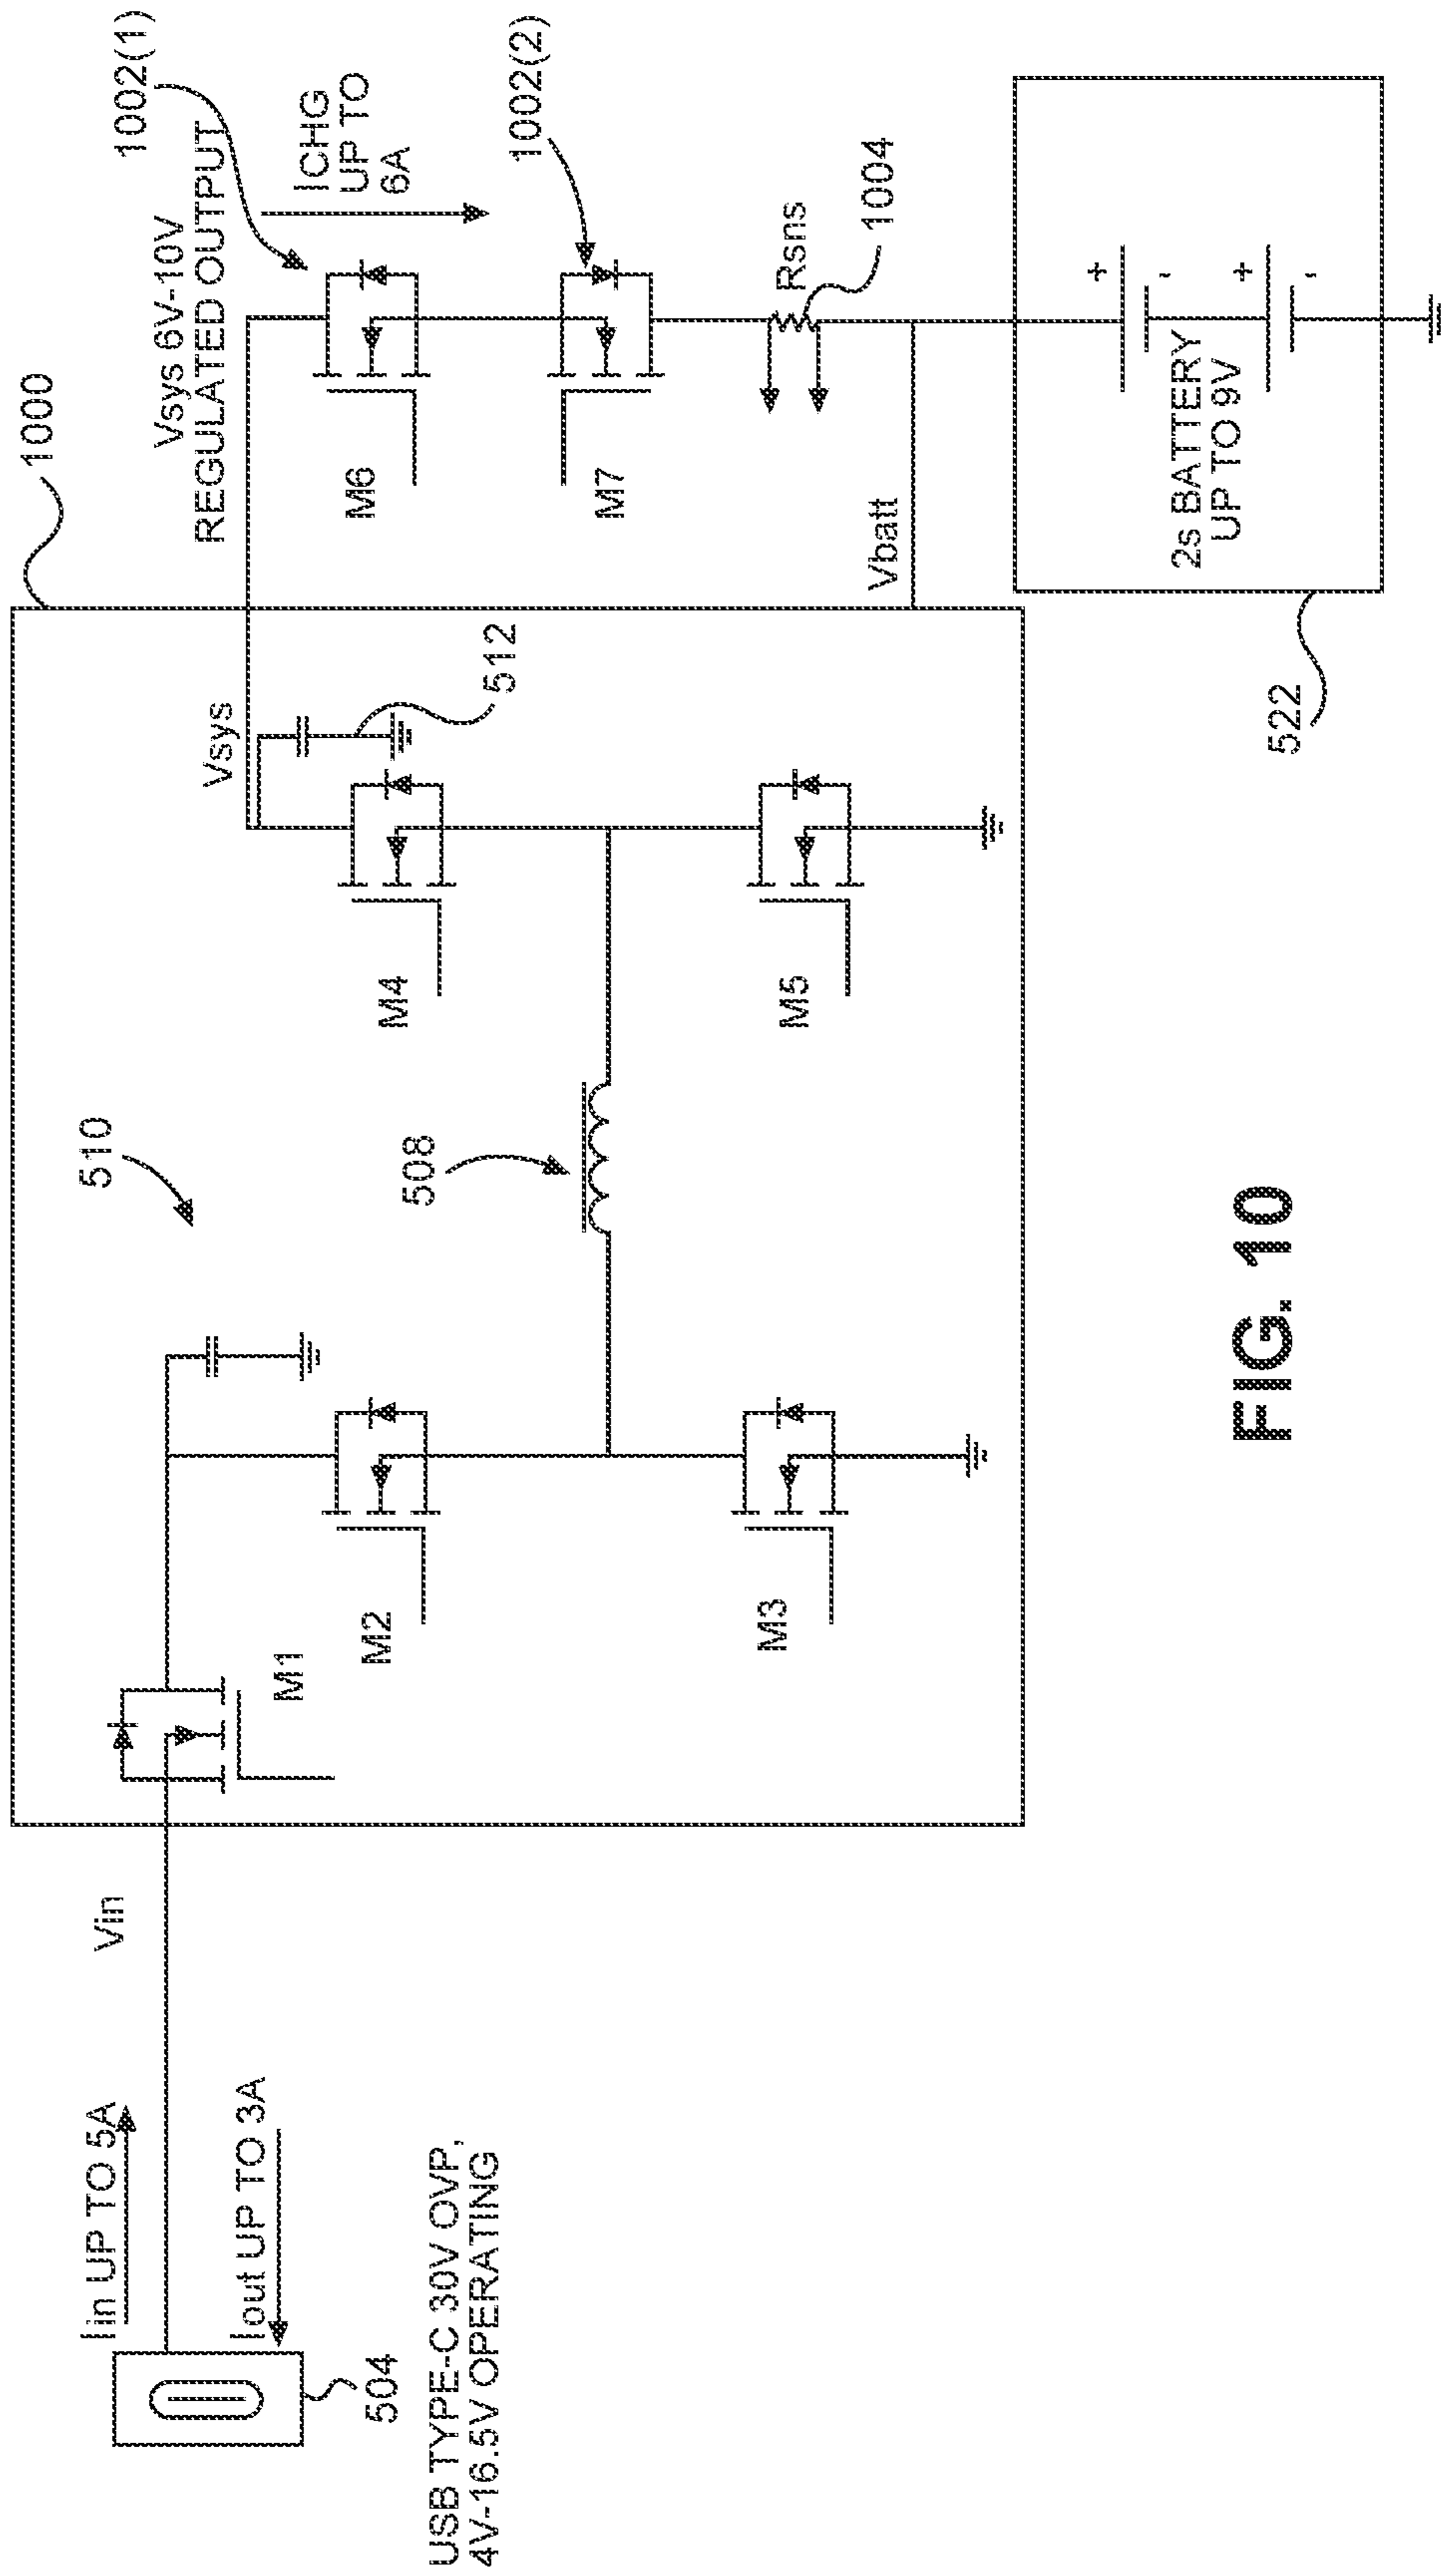 1000
Vsys 6V-10V
REGULATED OUTPUT
1002(1)
ICHG
UP TO
6A
1002(2)
Rsns
1004
M6
M7
Vbatt
2s BATTERY
UP TO 9V
+
-
+
-
522
Vsys
512
M4
M5
510
508
M1
M2
M3
Vin
Iin UP TO 5A
Iout UP TO 3A
504
USB TYPE-C 30V OVP,
4V-16.5V OPERATING
FIG. 10